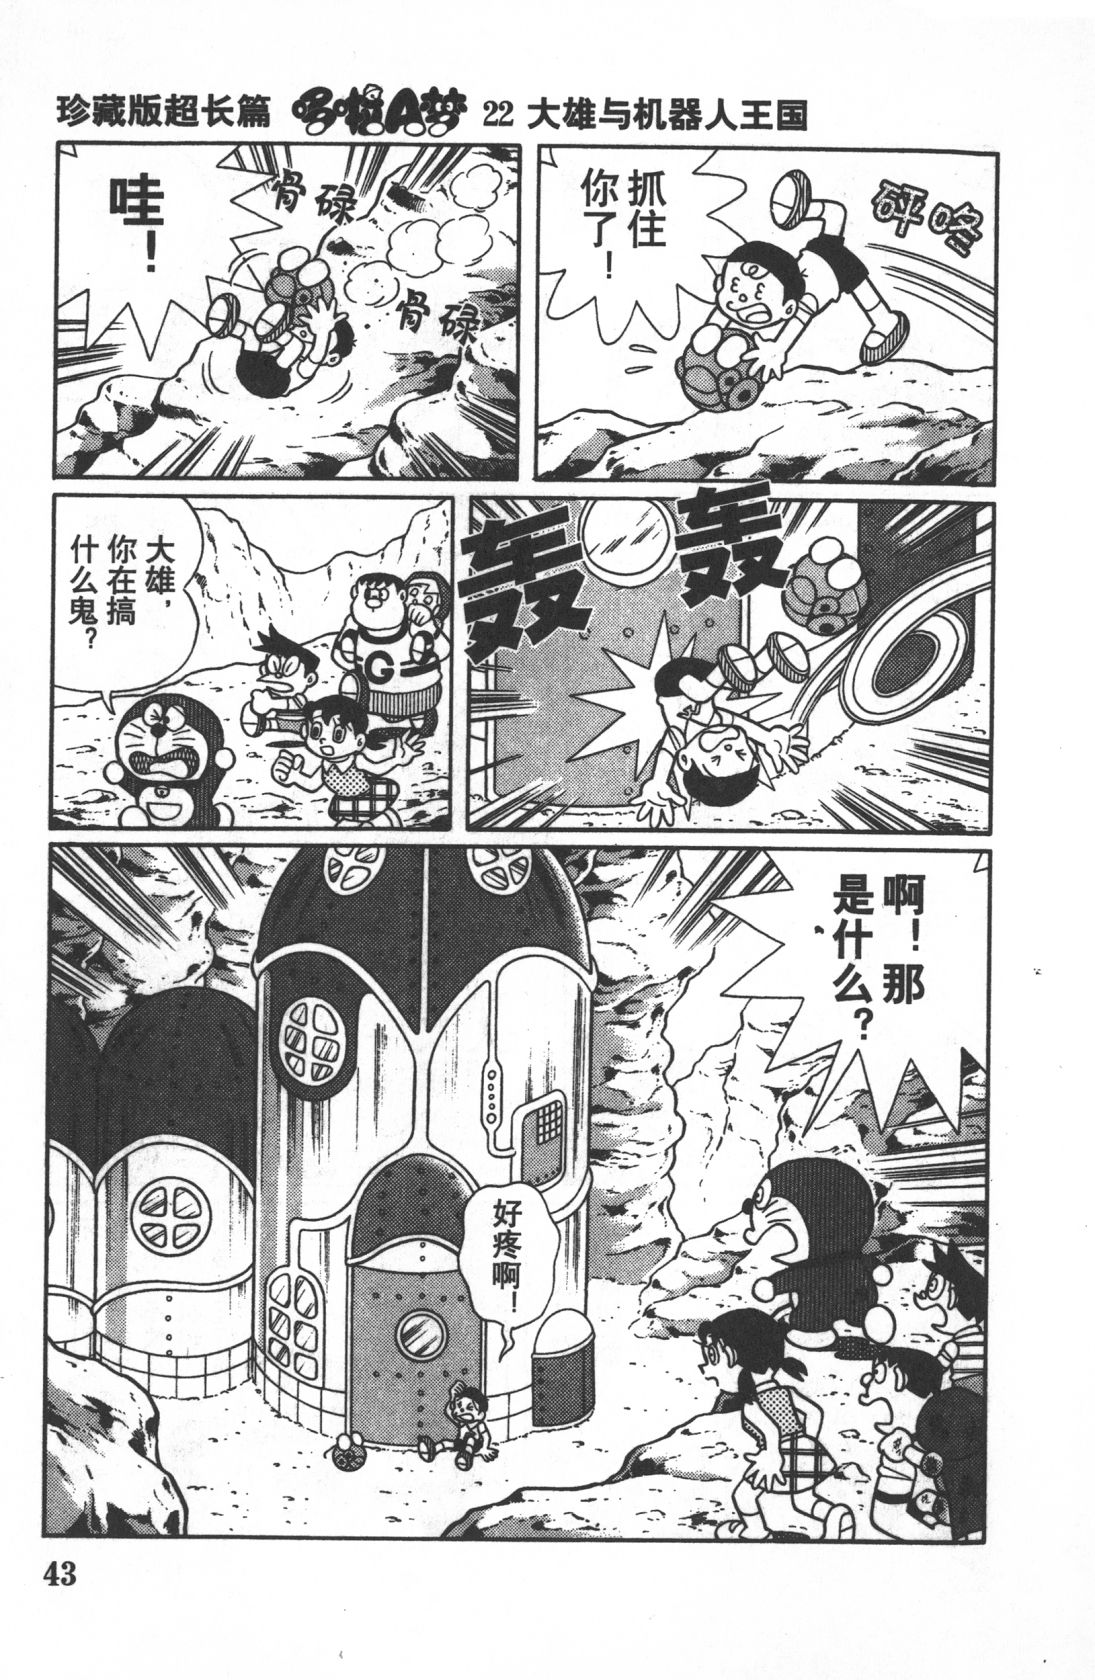 珍藏版超长篇 哆啦A梦 22 大雄与机器人王国
抓住
你了！
砰咚
哇！
骨碌
骨碌
轰
轰
大雄，
你在搞
什么鬼？
啊！那
是什么？
好疼啊！
G
43